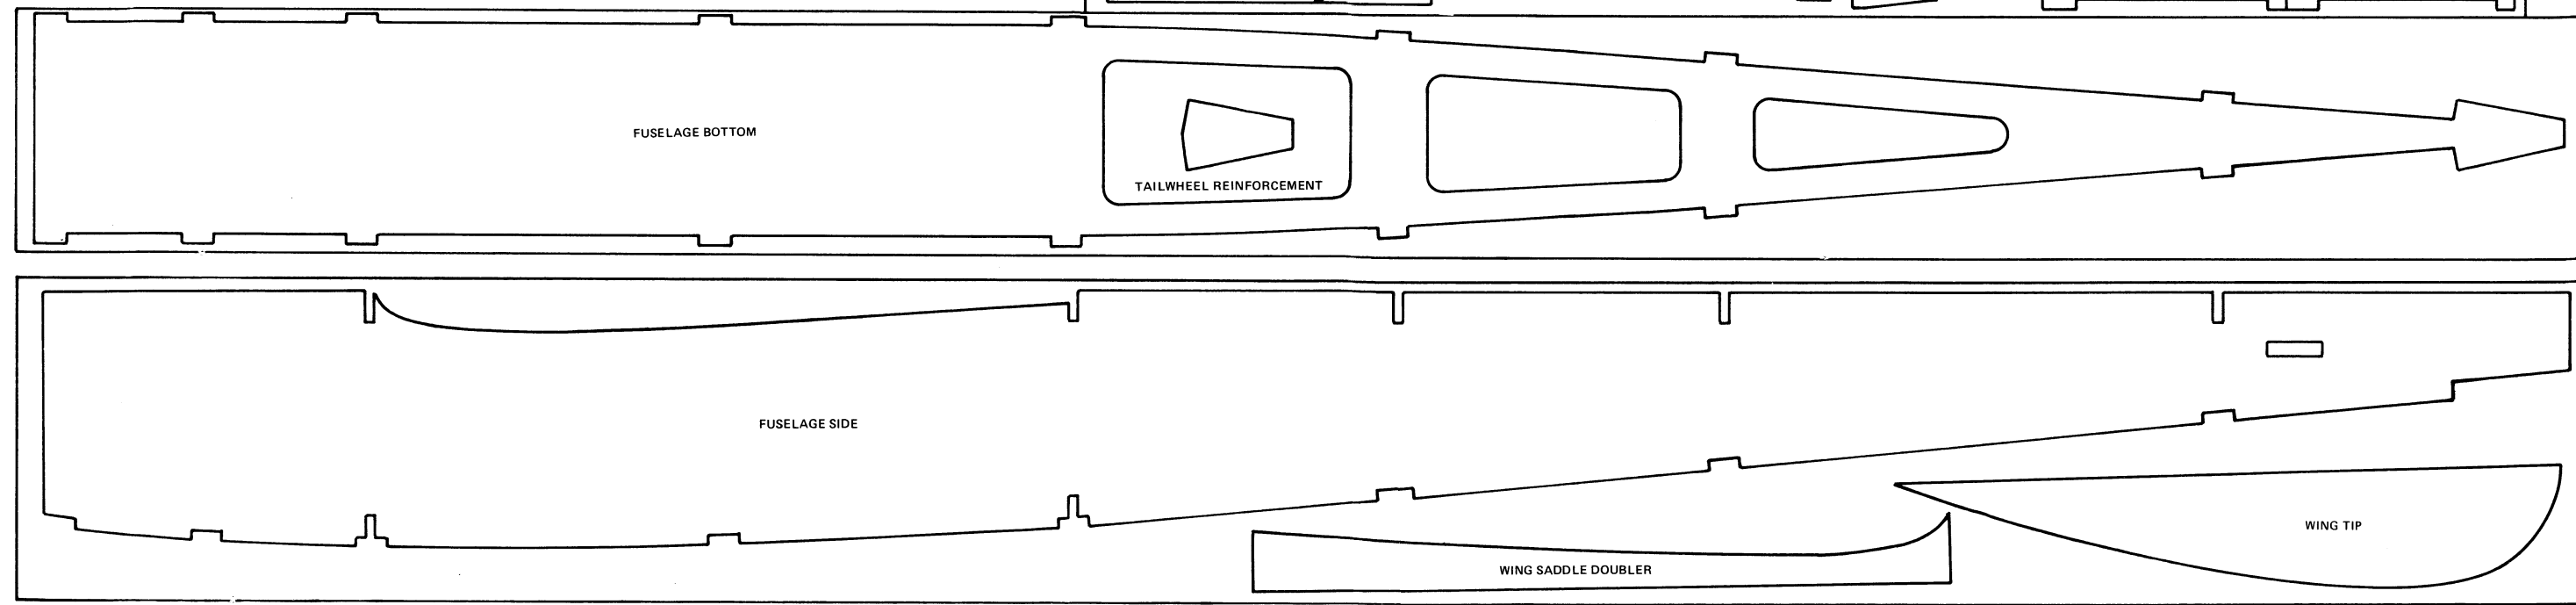 FUSELAGE BOTTOM
TAILWHEEL REINFORCEMENT
FUSELAGE SIDE
WING TIP
WING SADDLE DOUBLER